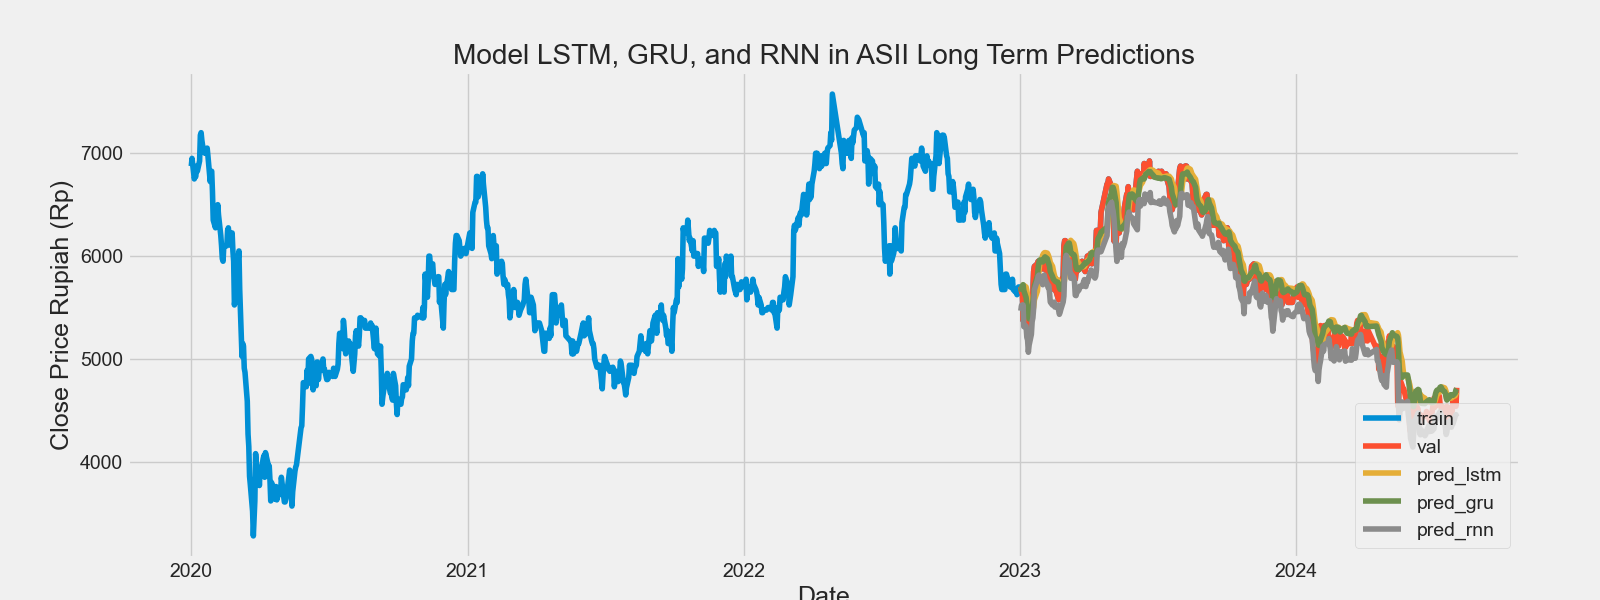 Model LSTM, GRU, and RNN in ASII Long Term Predictions
Close Price Rupiah (Rp)
7000
6000
5000
4000
train
val
pred_lstm
pred_gru
pred_rnn
2020
2021
2022
2023
2024
Date